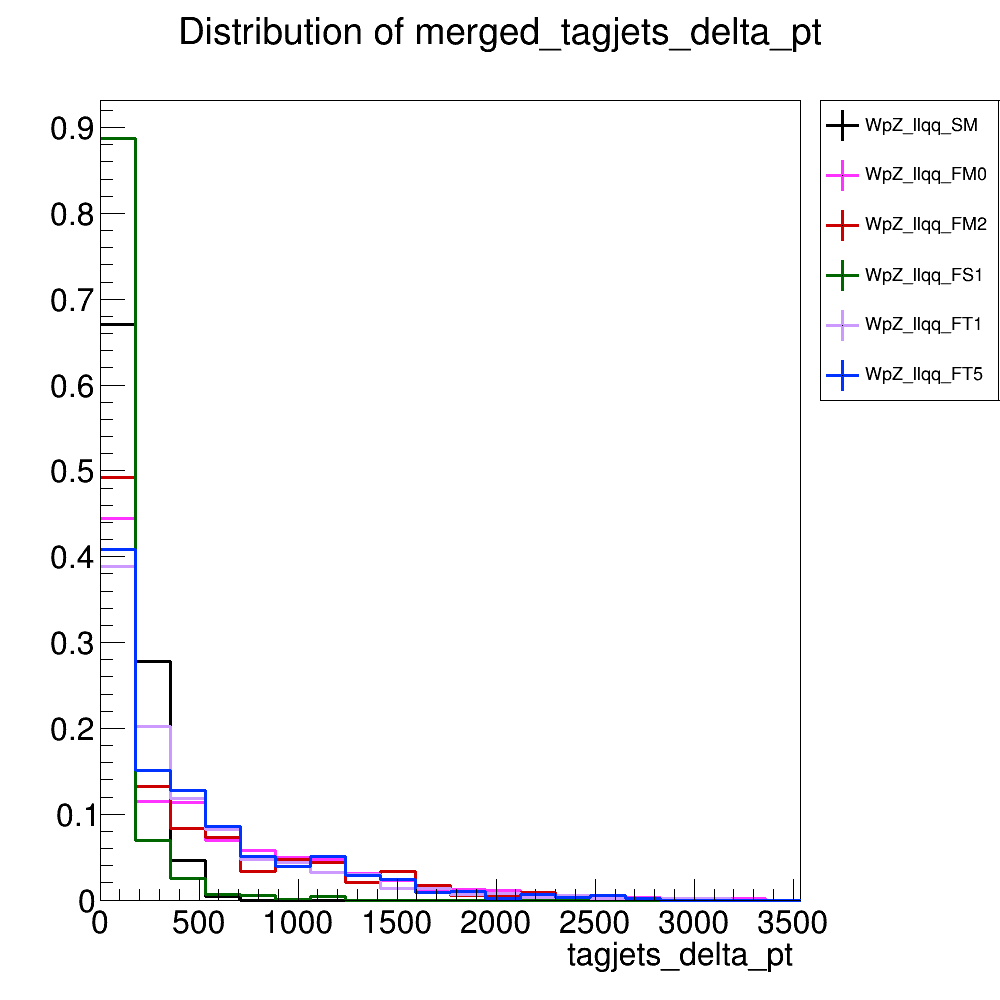 Distribution of merged_tagjets_delta_pt
0.9
0.8
0.7
0.6
0.5
0.4
0.3
0.2
0.1
0
0 500 1000 1500 2000 2500 3000 3500
tagjets_delta_pt
WpZ_llqq_SM
WpZ_llqq_FM0
WpZ_llqq_FM2
WpZ_llqq_FS1
WpZ_llqq_FT1
WpZ_llqq_FT5